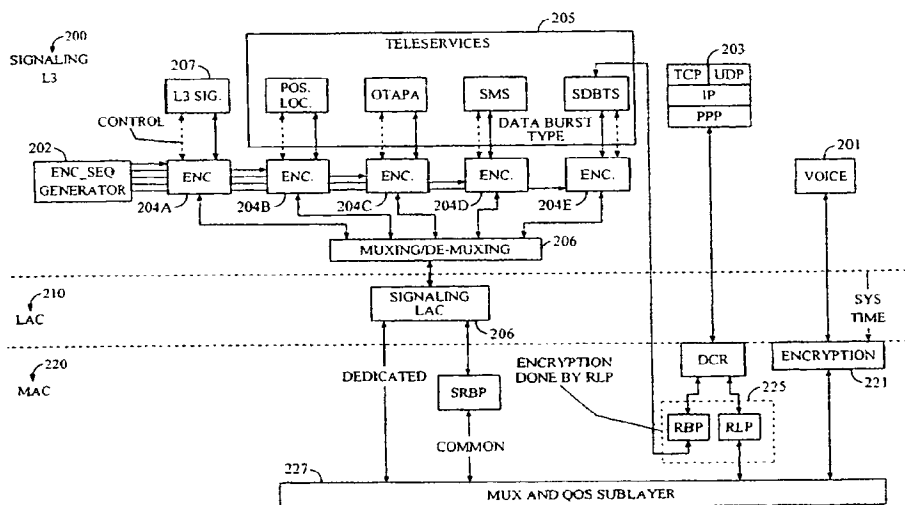 200
SIGNALING
L3
205
TELESERVICES
203
TCP
UDP
IP
PPP
207
L3 SIG.
POS.
LOC.
OTAPA
SMS
SDBTS
CONTROL
DATA BURST
TYPE
202
ENC_SEQ
GENERATOR
ENC
ENC.
ENC.
ENC.
ENC.
204A
204B
204C
204D
204E
201
VOICE
MUXING/DE-MUXING
206
210
LAC
SIGNALING
LAC
206
SYS
TIME
220
MAC
DEDICATED
SRBP
COMMON
ENCRYPTION
DONE BY RLP
DCR
225
RBP
RLP
ENCRYPTION
221
227
MUX AND QOS SUBLAYER